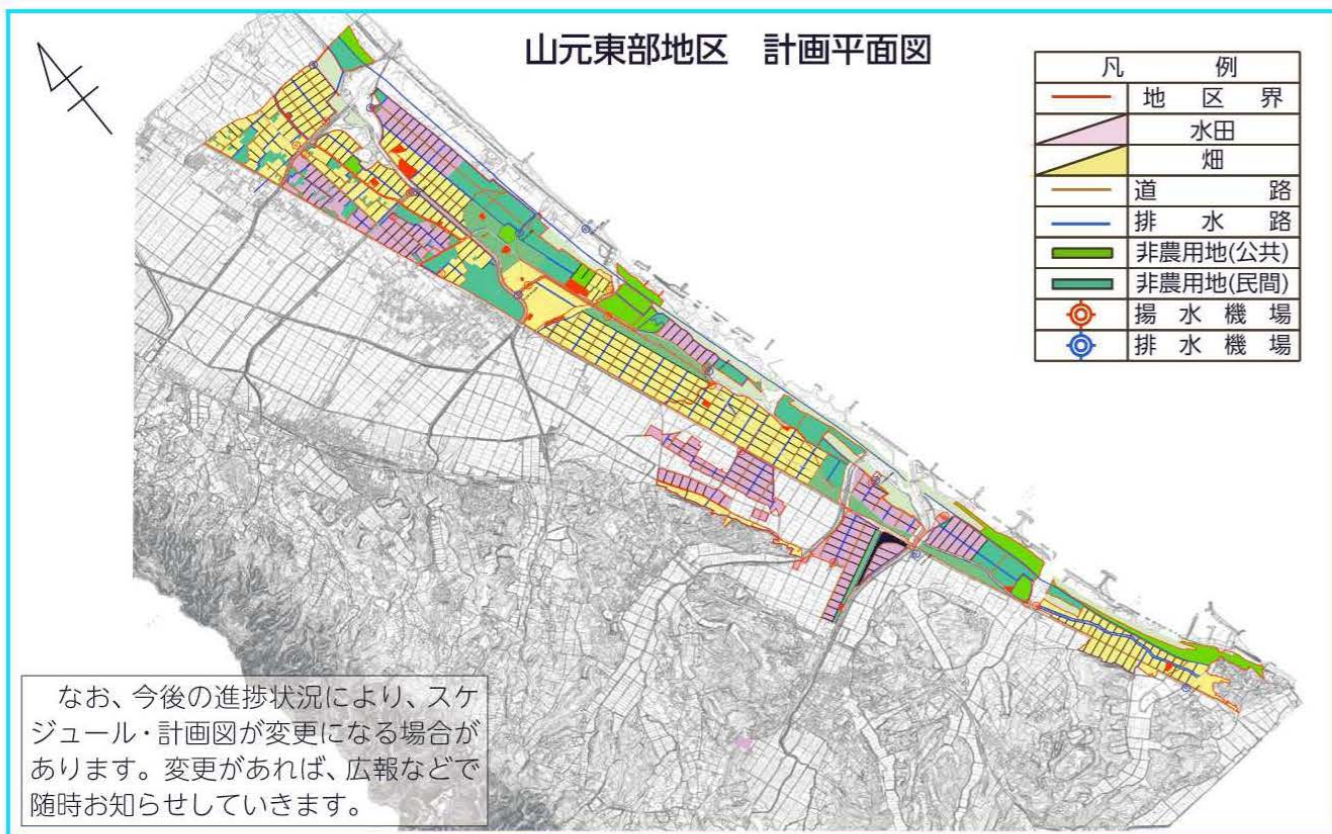 山元東部地区　計画平面図
凡　例
地区界
水田
畑
道路
排水路
非農用地(公共)
非農用地(民間)
揚水機場
排水機場
なお、今後の進捗状況により、スケ
ジュール・計画図が変更になる場合が
あります。変更があれば、広報などで
随時お知らせしていきます。